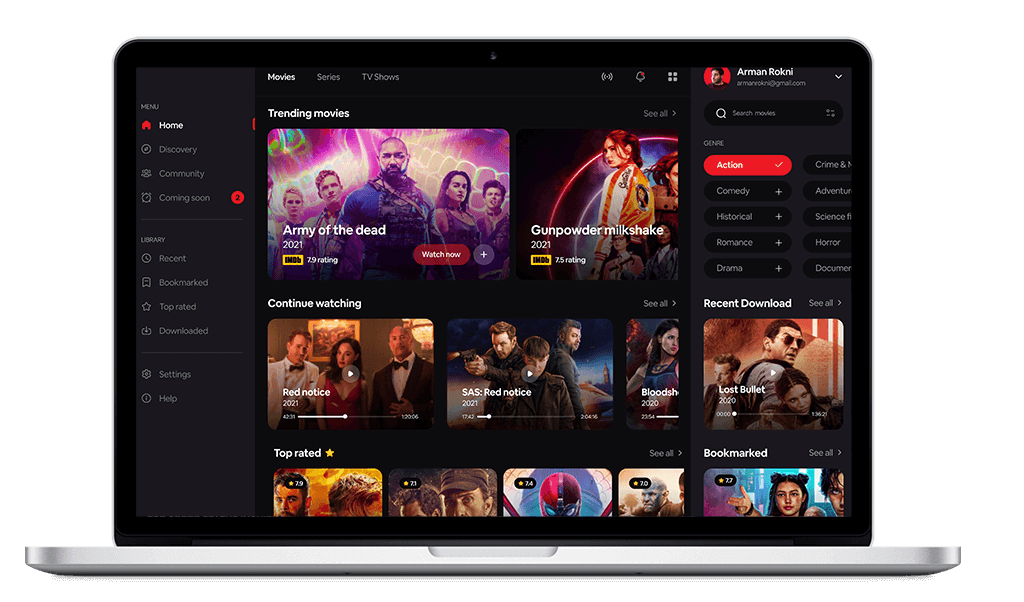 MENU
Home
Discovery
Community
Coming soon 2
LIBRARY
Recent
Bookmarked
Top rated
Downloaded
Settings
Help
Movies Series TV Shows
Trending movies See all
Army of the dead
2021
IMDb 7.9 rating
Watch now
Gunpowder milkshake
2021
IMDb 7.5 rating
Continue watching See all
Red notice
2021
42:31 1:20:06
SAS: Red notice
2021
17:42 2:04:16
Bloodsh
2020
23:54
Top rated See all
7.9
7.1
7.4
7.0
Arman Rokni
armanrokni@gmail.com
Search movies
GENRE
Action Crime & M
Comedy Adventur
Historical Science fi
Romance Horror
Drama Documen
Recent Download See all
Lost Bullet
2020
00:00 1:36:21
Bookmarked See all
7.7